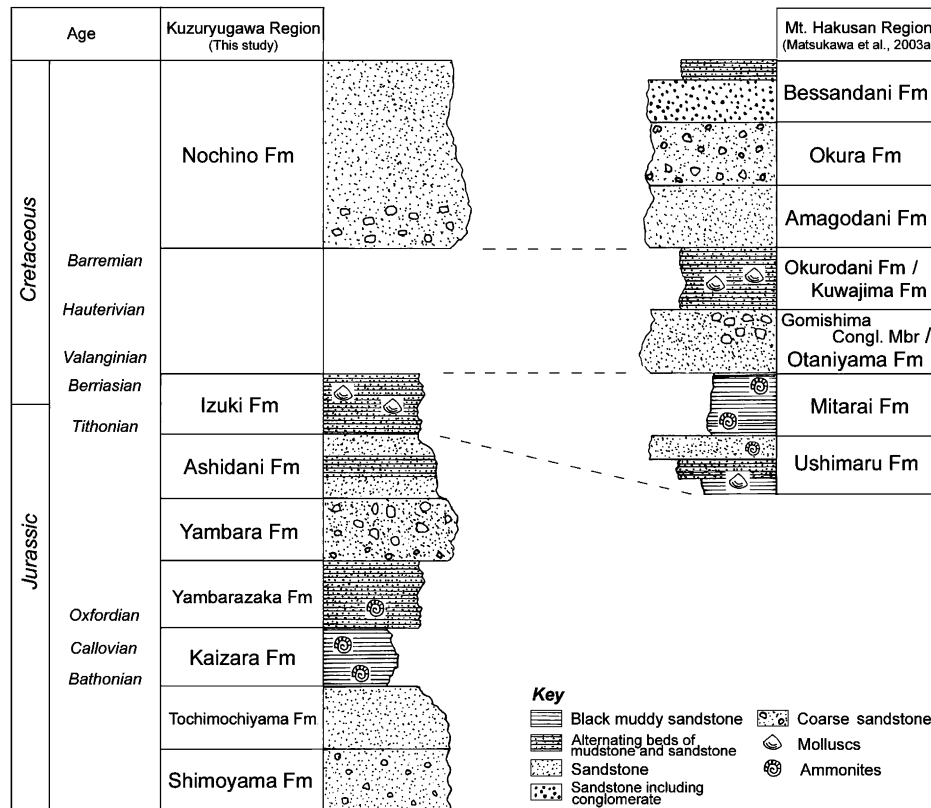 Age
Kuzuryugawa Region
(This study)
Mt. Hakusan Region
(Matsukawa et al., 2003a
Cretaceous
Jurassic
Barremian
Hauterivian
Valanginian
Berriasian
Tithonian
Oxfordian
Callovian
Bathonian
Nochino Fm
Izuki Fm
Ashidani Fm
Yambara Fm
Yambarazaka Fm
Kaizara Fm
Tochimochiyama Fm
Shimoyama Fm
Bessandani Fm
Okura Fm
Amagodani Fm
Okurodani Fm /
Kuwajima Fm
Gomishima
Congl. Mbr /
Otaniyama Fm
Mitarai Fm
Ushimaru Fm
Key
Black muddy sandstone
Alternating beds of
mudstone and sandstone
Sandstone
Sandstone including
conglomerate
Coarse sandstone
Molluscs
Ammonites